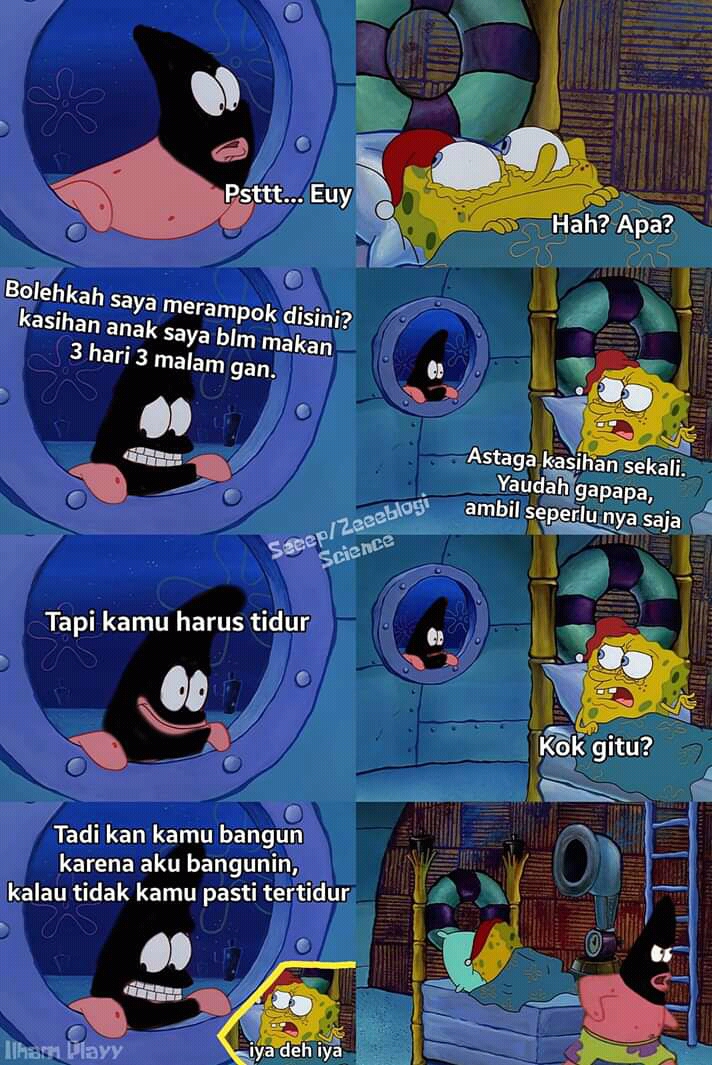 Psttt... Euy
Hah? Apa?
Bolehkah saya merampok disini?
kasihan anak saya blm makan
3 hari 3 malam gan.
Astaga kasihan sekali.
Yaudah gapapa,
ambil seperlu nya saja
Saeep/Zeeeblogi
Science
Tapi kamu harus tidur
Kok gitu?
Tadi kan kamu bangun
karena aku bangunin,
kalau tidak kamu pasti tertidur
iya deh iya
Ilham Playy